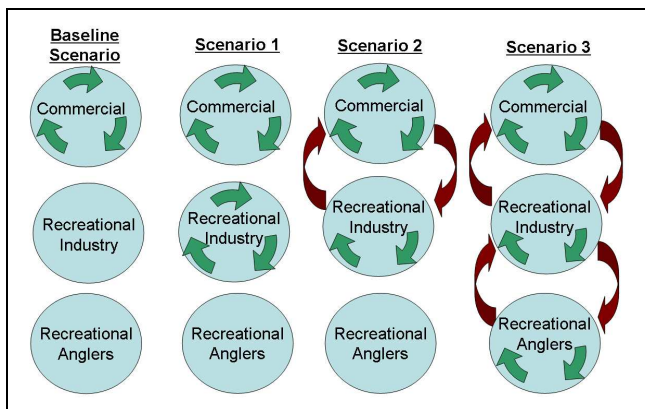 Baseline
Scenario
Scenario 1
Scenario 2
Scenario 3
Commercial
Commercial
Commercial
Commercial
Recreational
Industry
Recreational
Industry
Recreational
Industry
Recreational
Industry
Recreational
Anglers
Recreational
Anglers
Recreational
Anglers
Recreational
Anglers